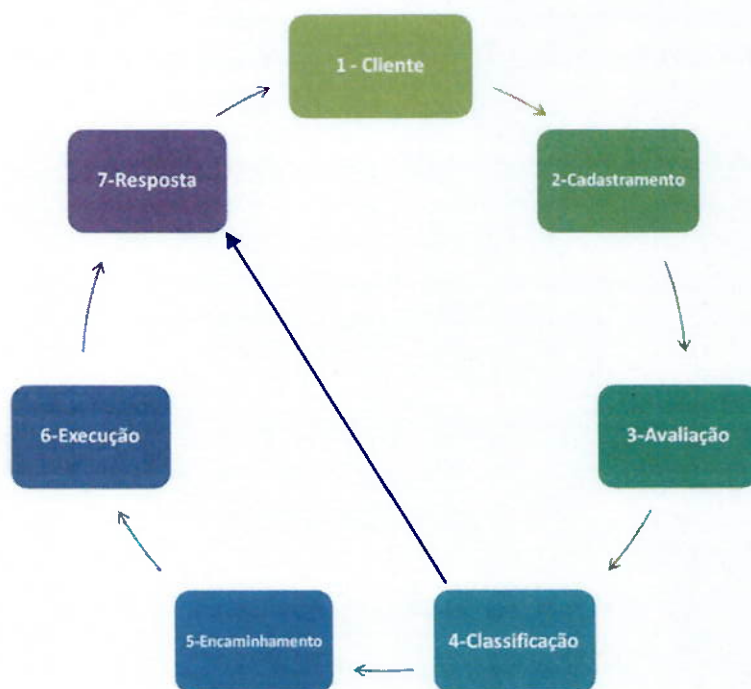 1 - Cliente
2-Cadastramento
3-Avaliação
4-Classificação
5-Encaminhamento
6-Execução
7-Resposta